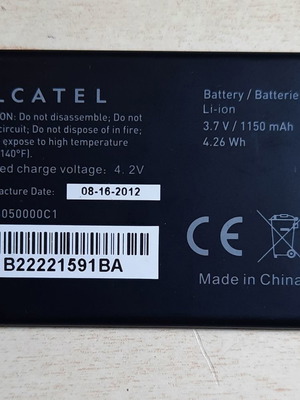 LCATEL
ION: Do not disassemble; Do not
circuit; Do not dispose of in fire;
expose to high temperature
140°F].
ed charge voltage: 4.2V
acture Date: 08-16-2012
050000C1
B22221591BA
Battery / Batterie
Li-ion
3.7 V / 1150 mAh
4.26 Wh
CE
Made in China